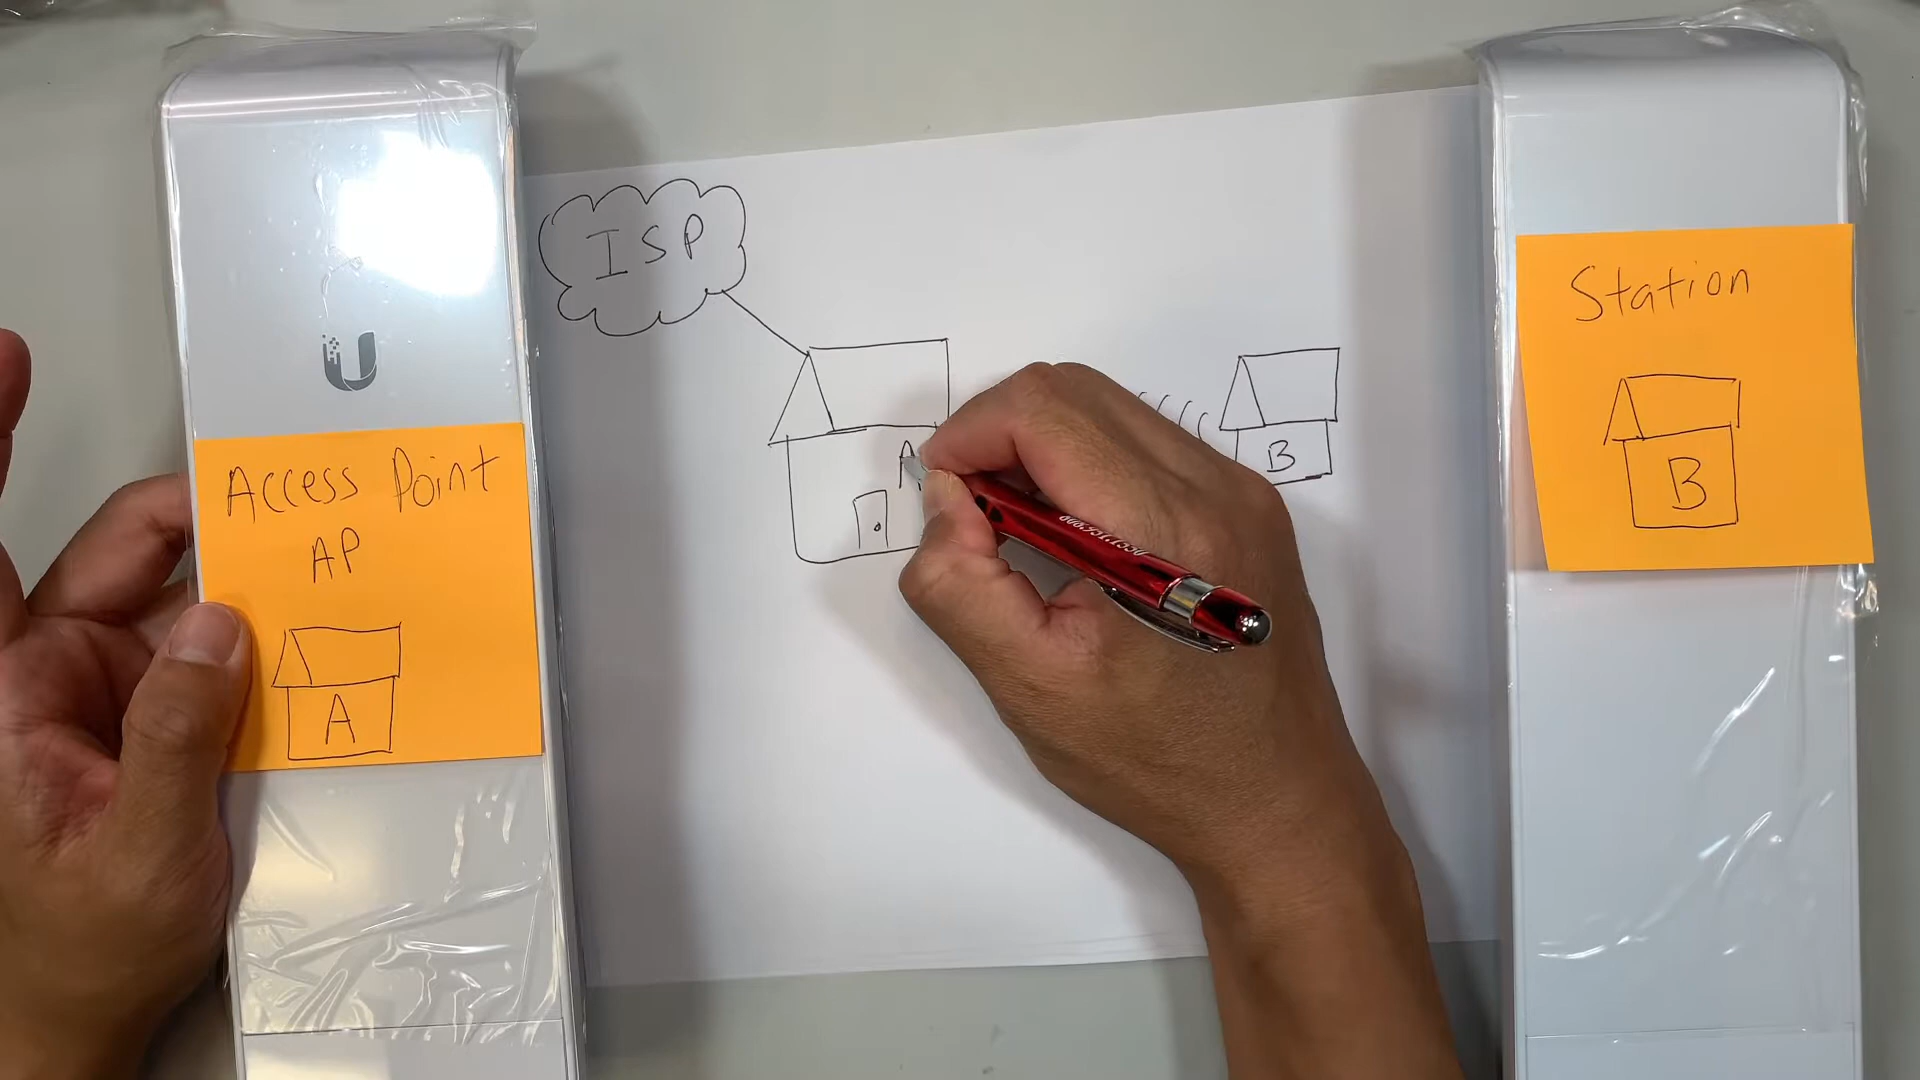 ISP
Access Point
AP
A
A
B
Station
B